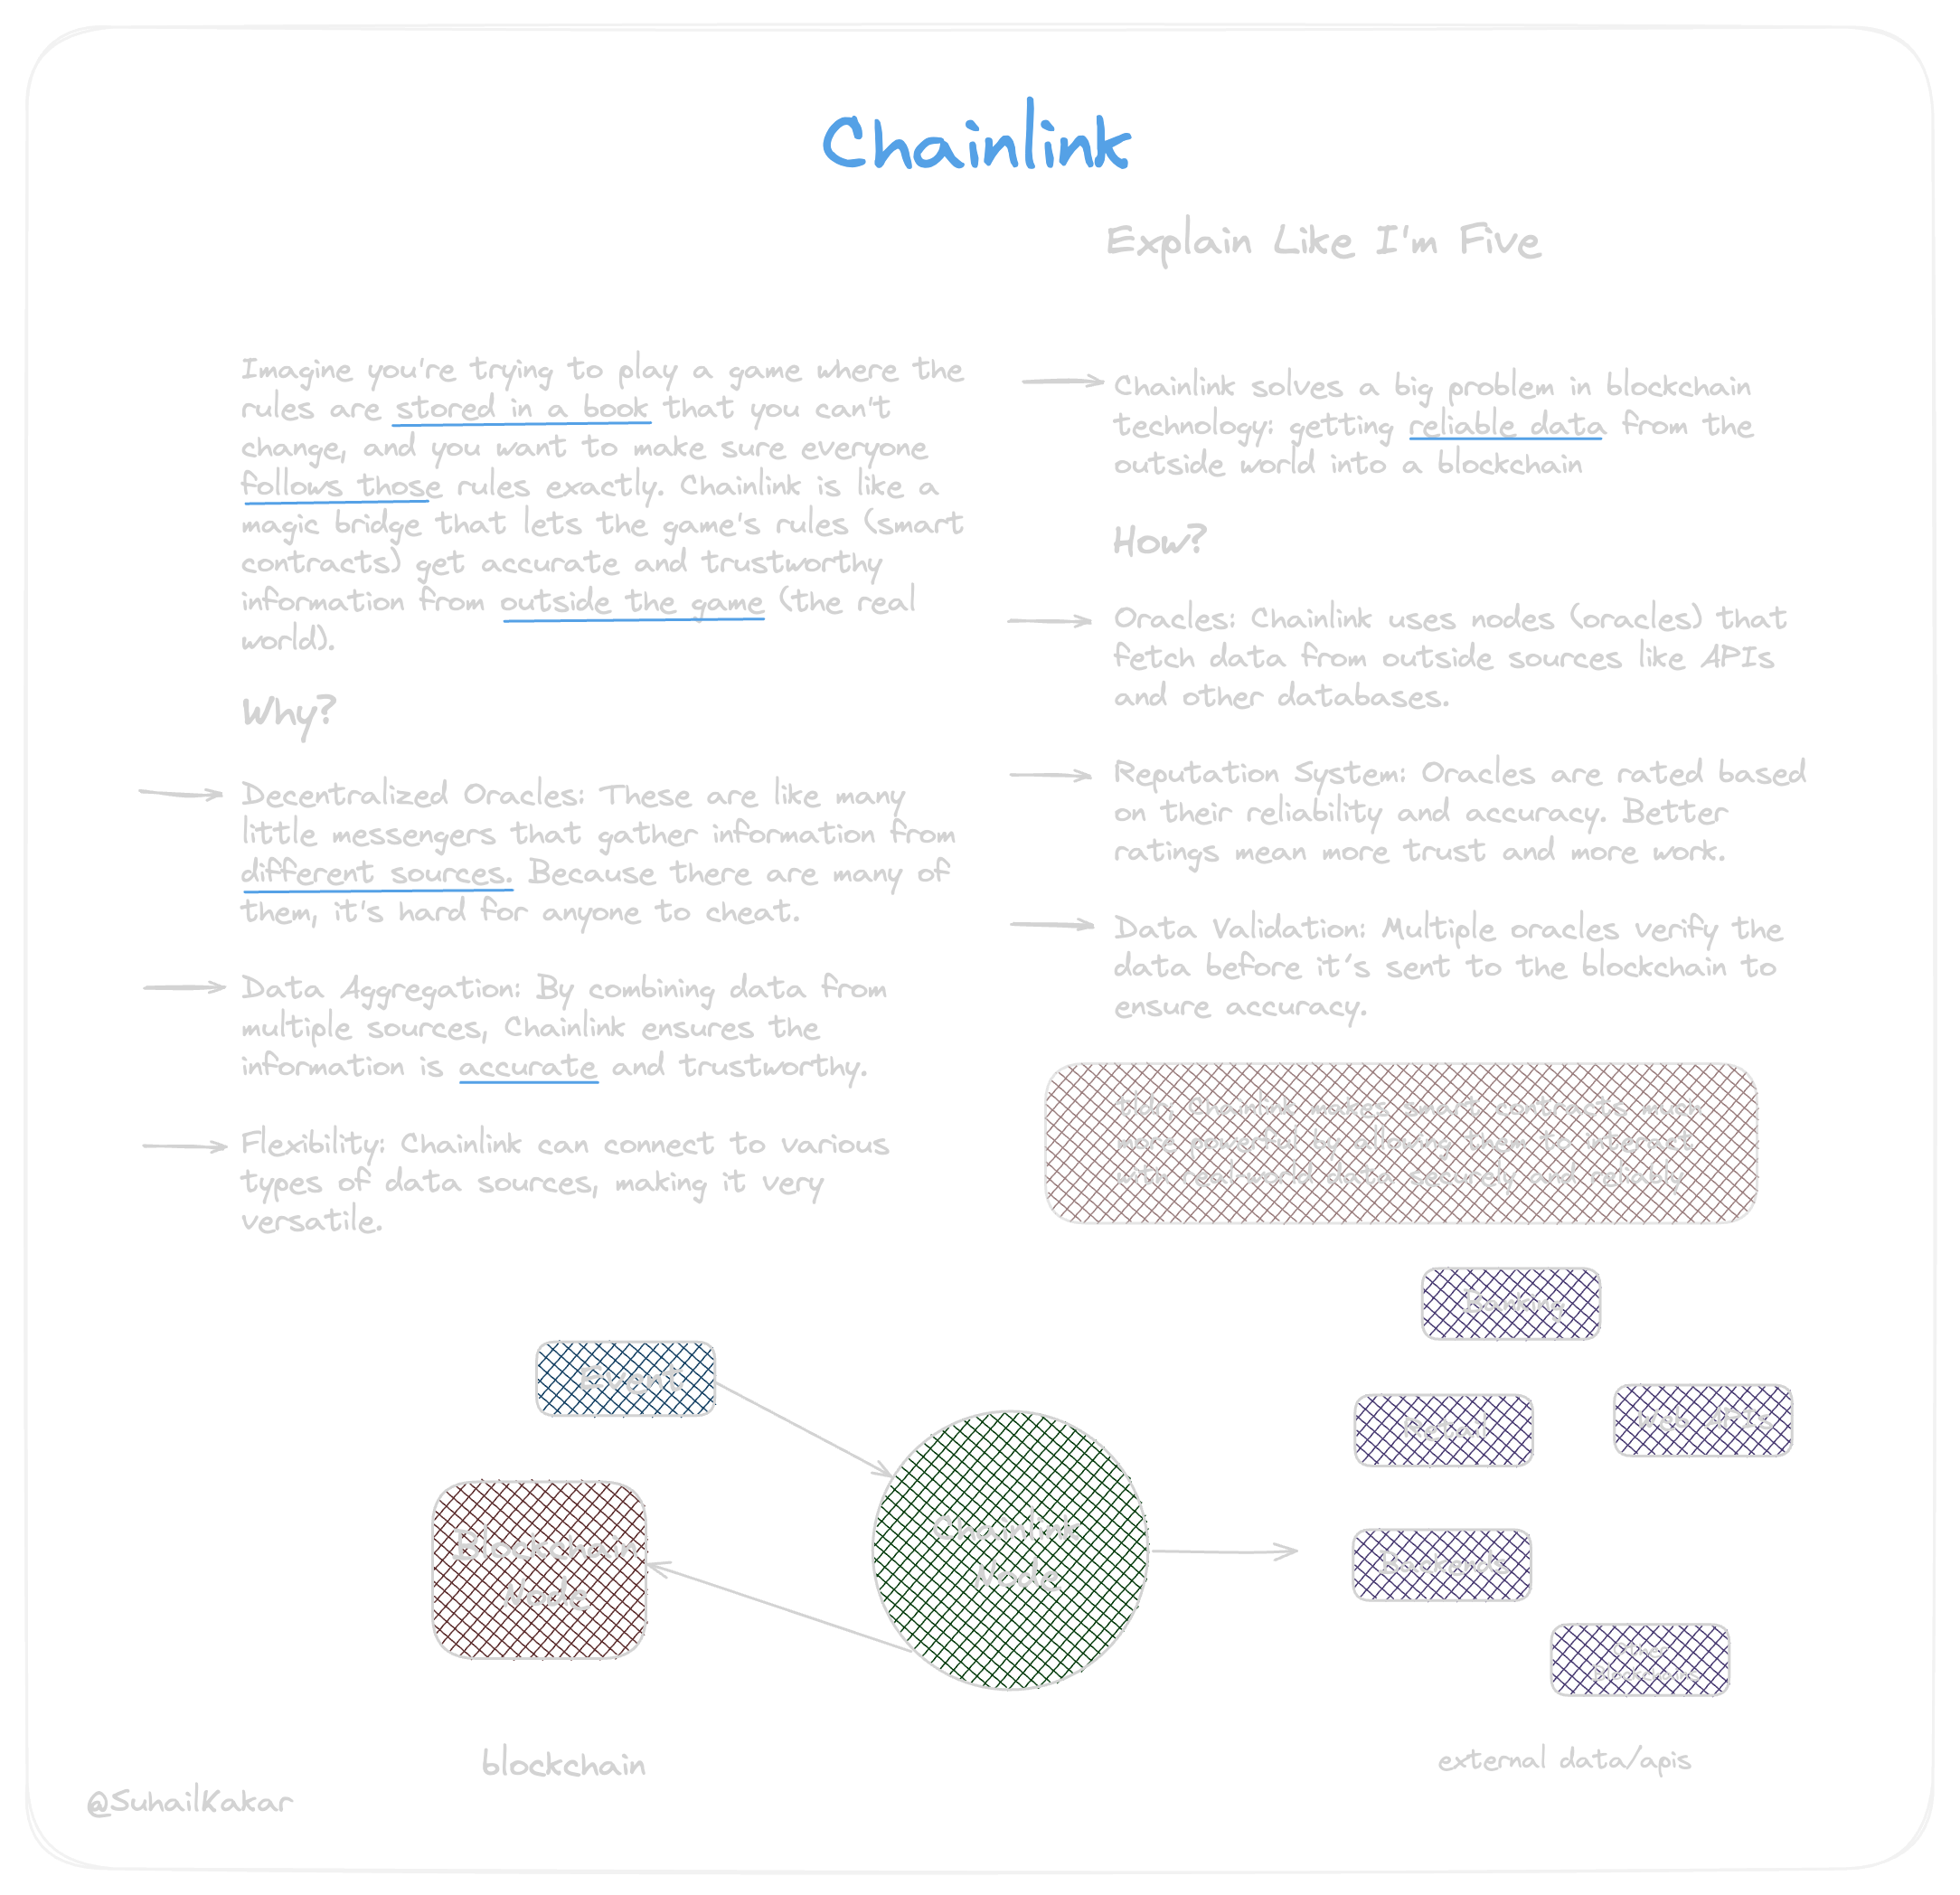 Chainlink
Explain Like I'm Five
Imagine you're trying to play a game where the
rules are stored in a book that you can't
change, and you want to make sure everyone
follows those rules exactly. Chainlink is like a
magic bridge that lets the game's rules (smart
contracts) get accurate and trustworthy
information from outside the game (the real
world).
Why?
Decentralized Oracles: These are like many
little messengers that gather information from
different sources. Because there are many of
them, it's hard for anyone to cheat.
Data Aggregation: By combining data from
multiple sources, Chainlink ensures the
information is accurate and trustworthy.
Flexibility: Chainlink can connect to various
types of data sources, making it very
versatile.
Chainlink solves a big problem in blockchain
technology: getting reliable data from the
outside world into a blockchain
How?
Oracles: Chainlink uses nodes (oracles) that
fetch data from outside sources like APIs
and other databases.
Reputation System: Oracles are rated based
on their reliability and accuracy. Better
ratings mean more trust and more work.
Data Validation: Multiple oracles verify the
data before it's sent to the blockchain to
ensure accuracy.
tldr; Chainlink makes smart contracts much
more powerful by allowing them to interact
with real-world data securely and reliably
Event
Blockchain
Node
Chainlink
Node
Banking
Retail
Web APIs
Backends
Other
Blockchains
blockchain
external data/apis
@SuhailKakar